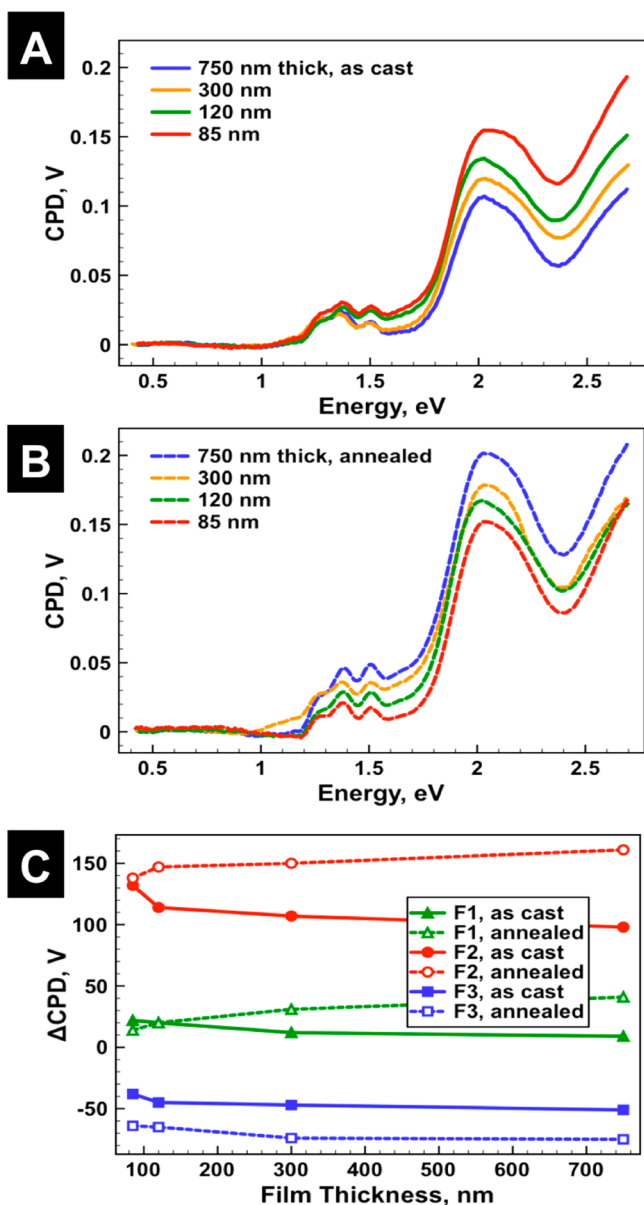 A
0.2
0.15
0.1
0.05
0
CPD, V
750 nm thick, as cast
300 nm
120 nm
85 nm
0.5 1 1.5 2 2.5
Energy, eV
B
0.2
0.15
0.1
0.05
0
CPD, V
750 nm thick, annealed
300 nm
120 nm
85 nm
0.5 1 1.5 2 2.5
Energy, eV
C
150
100
50
0
-50
ΔCPD, V
F1, as cast
F1, annealed
F2, as cast
F2, annealed
F3, as cast
F3, annealed
100 200 300 400 500 600 700
Film Thickness, nm